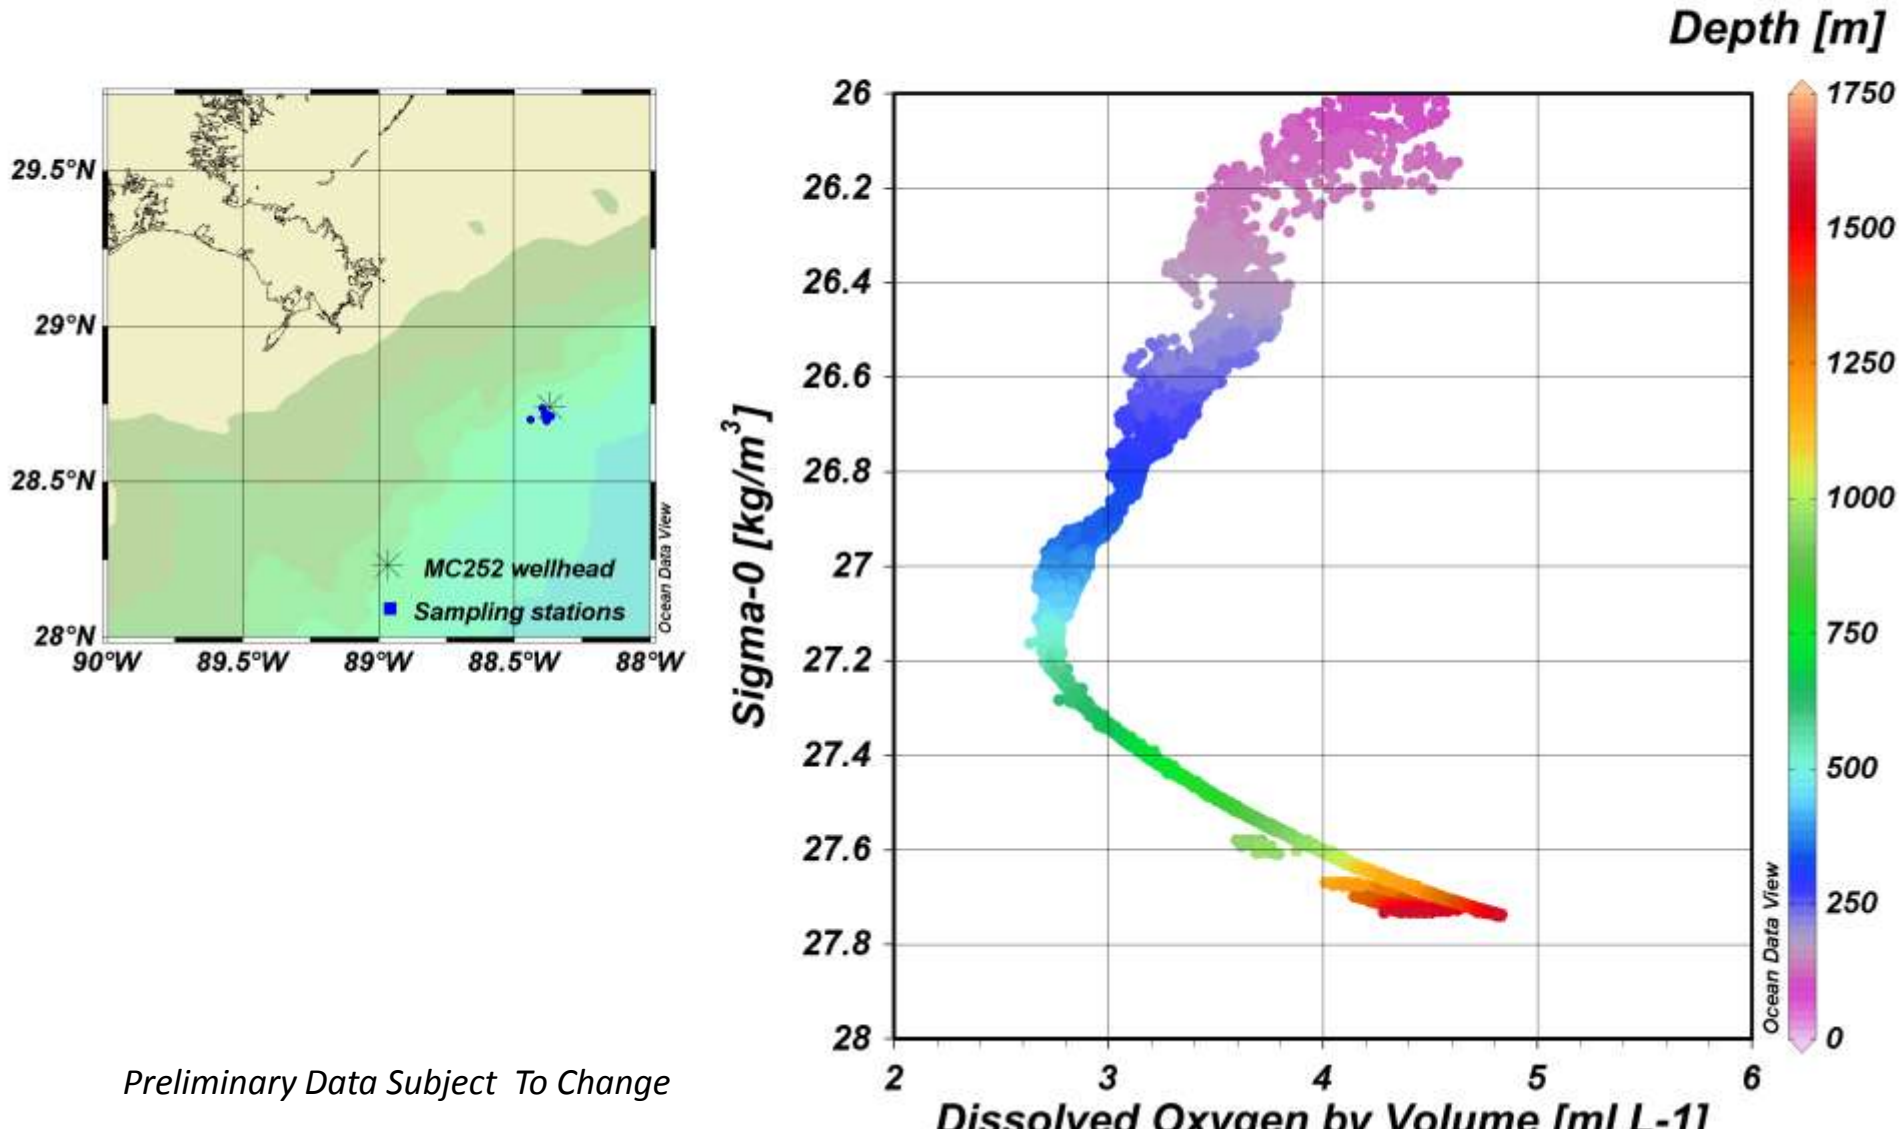 Depth [m]
29.5°N
29°N
28.5°N
28°N
90°W
89.5°W
89°W
88.5°W
88°W
MC252 wellhead
Sampling stations
Ocean Data View
Sigma-0 [kg/m³]
26
26.2
26.4
26.6
26.8
27
27.2
27.4
27.6
27.8
28
2
3
4
5
6
Dissolved Oxygen by Volume [ml L-1]
Ocean Data View
1750
1500
1250
1000
750
500
250
0
Preliminary Data Subject To Change